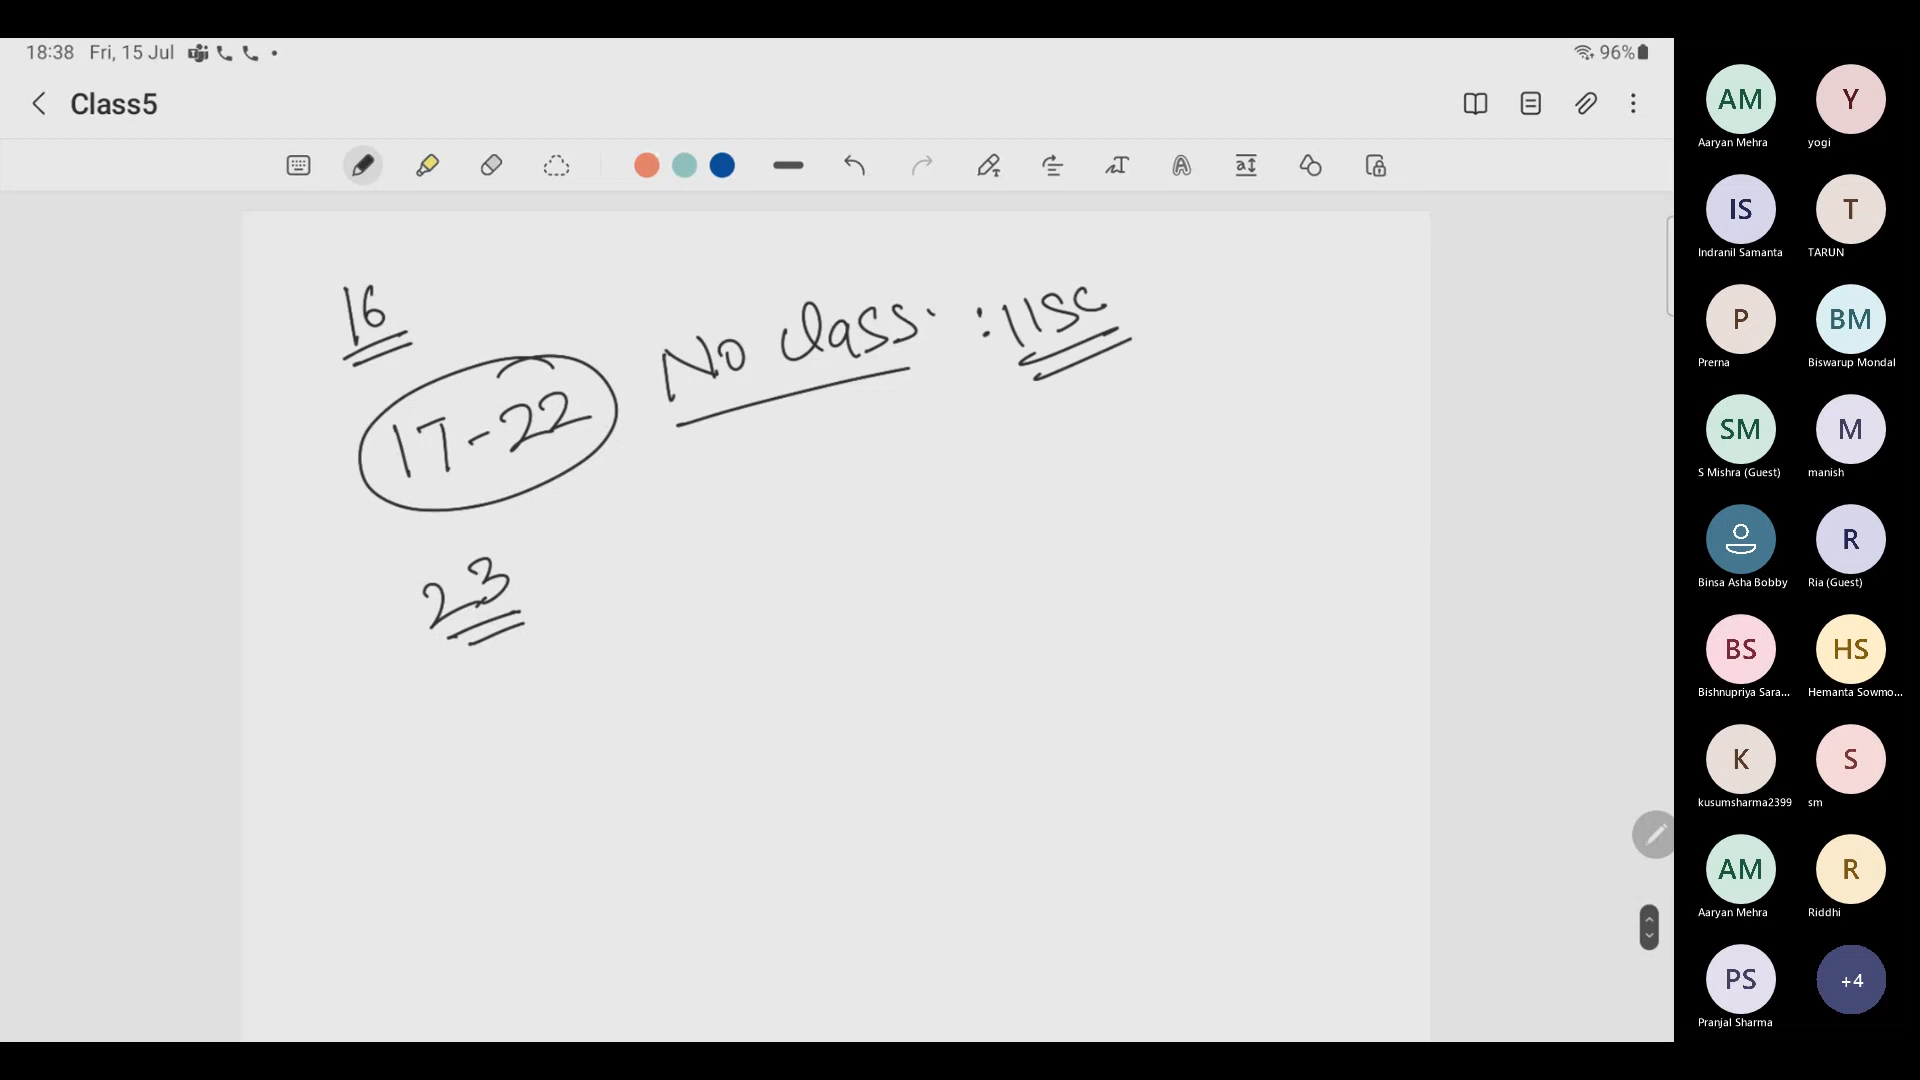 18:38 Fri, 15 Jul 96%
Class5
16
17-22 No class. : IISC
23
AM Y
Aaryan Mehra yogi
IS T
Indranil Samanta TARUN
P BM
Prerna Biswarup Mondal
SM M
S Mishra (Guest) manish
R
Binsa Asha Bobby Ria (Guest)
BS HS
Bishnupriya Sara... Hemanta Sowmo...
K S
kusumsharma2399 sm
AM R
Aaryan Mehra Riddhi
PS +4
Pranjal Sharma